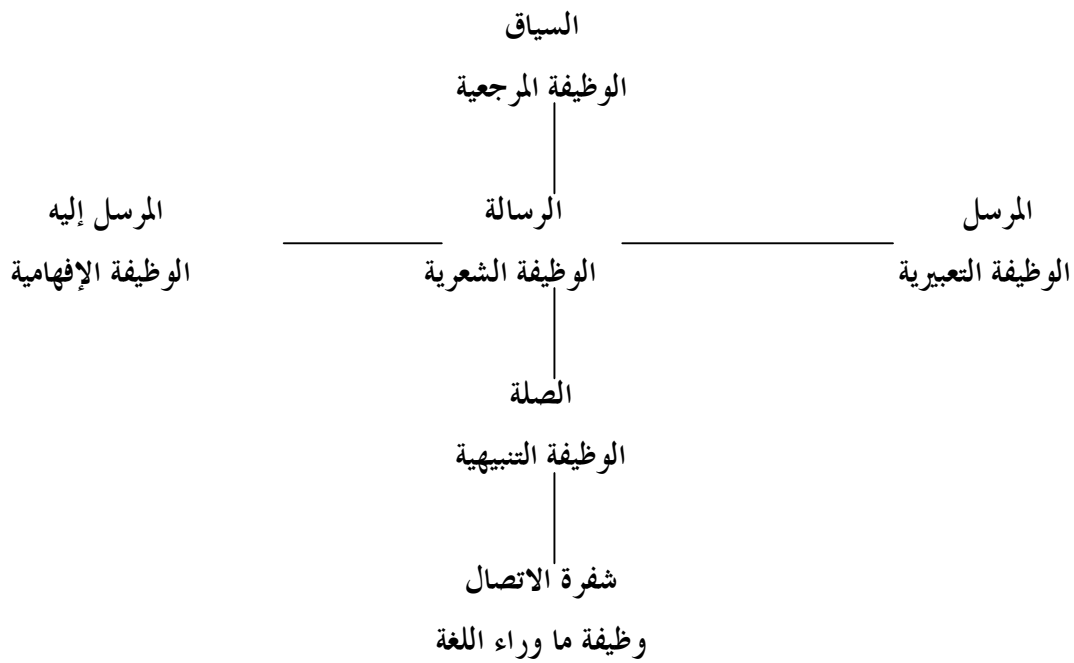 السياق
الوظيفة المرجعية
المرسل
الوظيفة التعبيرية
الرسالة
الوظيفة الشعرية
المرسل إليه
الوظيفة الإفهامية
الصلة
الوظيفة التنبيهية
شفرة الاتصال
وظيفة ما وراء اللغة